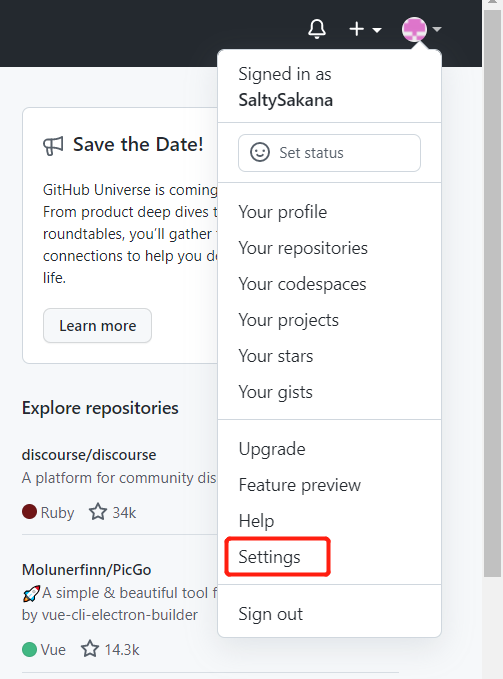 Signed in as
SaltySakana
Set status
Your profile
Your repositories
Your codespaces
Your projects
Your stars
Your gists
Upgrade
Feature preview
Help
Settings
Sign out
Save the Date!
GitHub Universe is coming
From product deep dives
roundtables, you'll gather
connections to help you
life.
Learn more
Explore repositories
discourse/discourse
A platform for community
Ruby 34k
Molunerfinn/PicGo
🚀A simple & beautiful tool
by vue-cli-electron-builder
Vue 14.3k